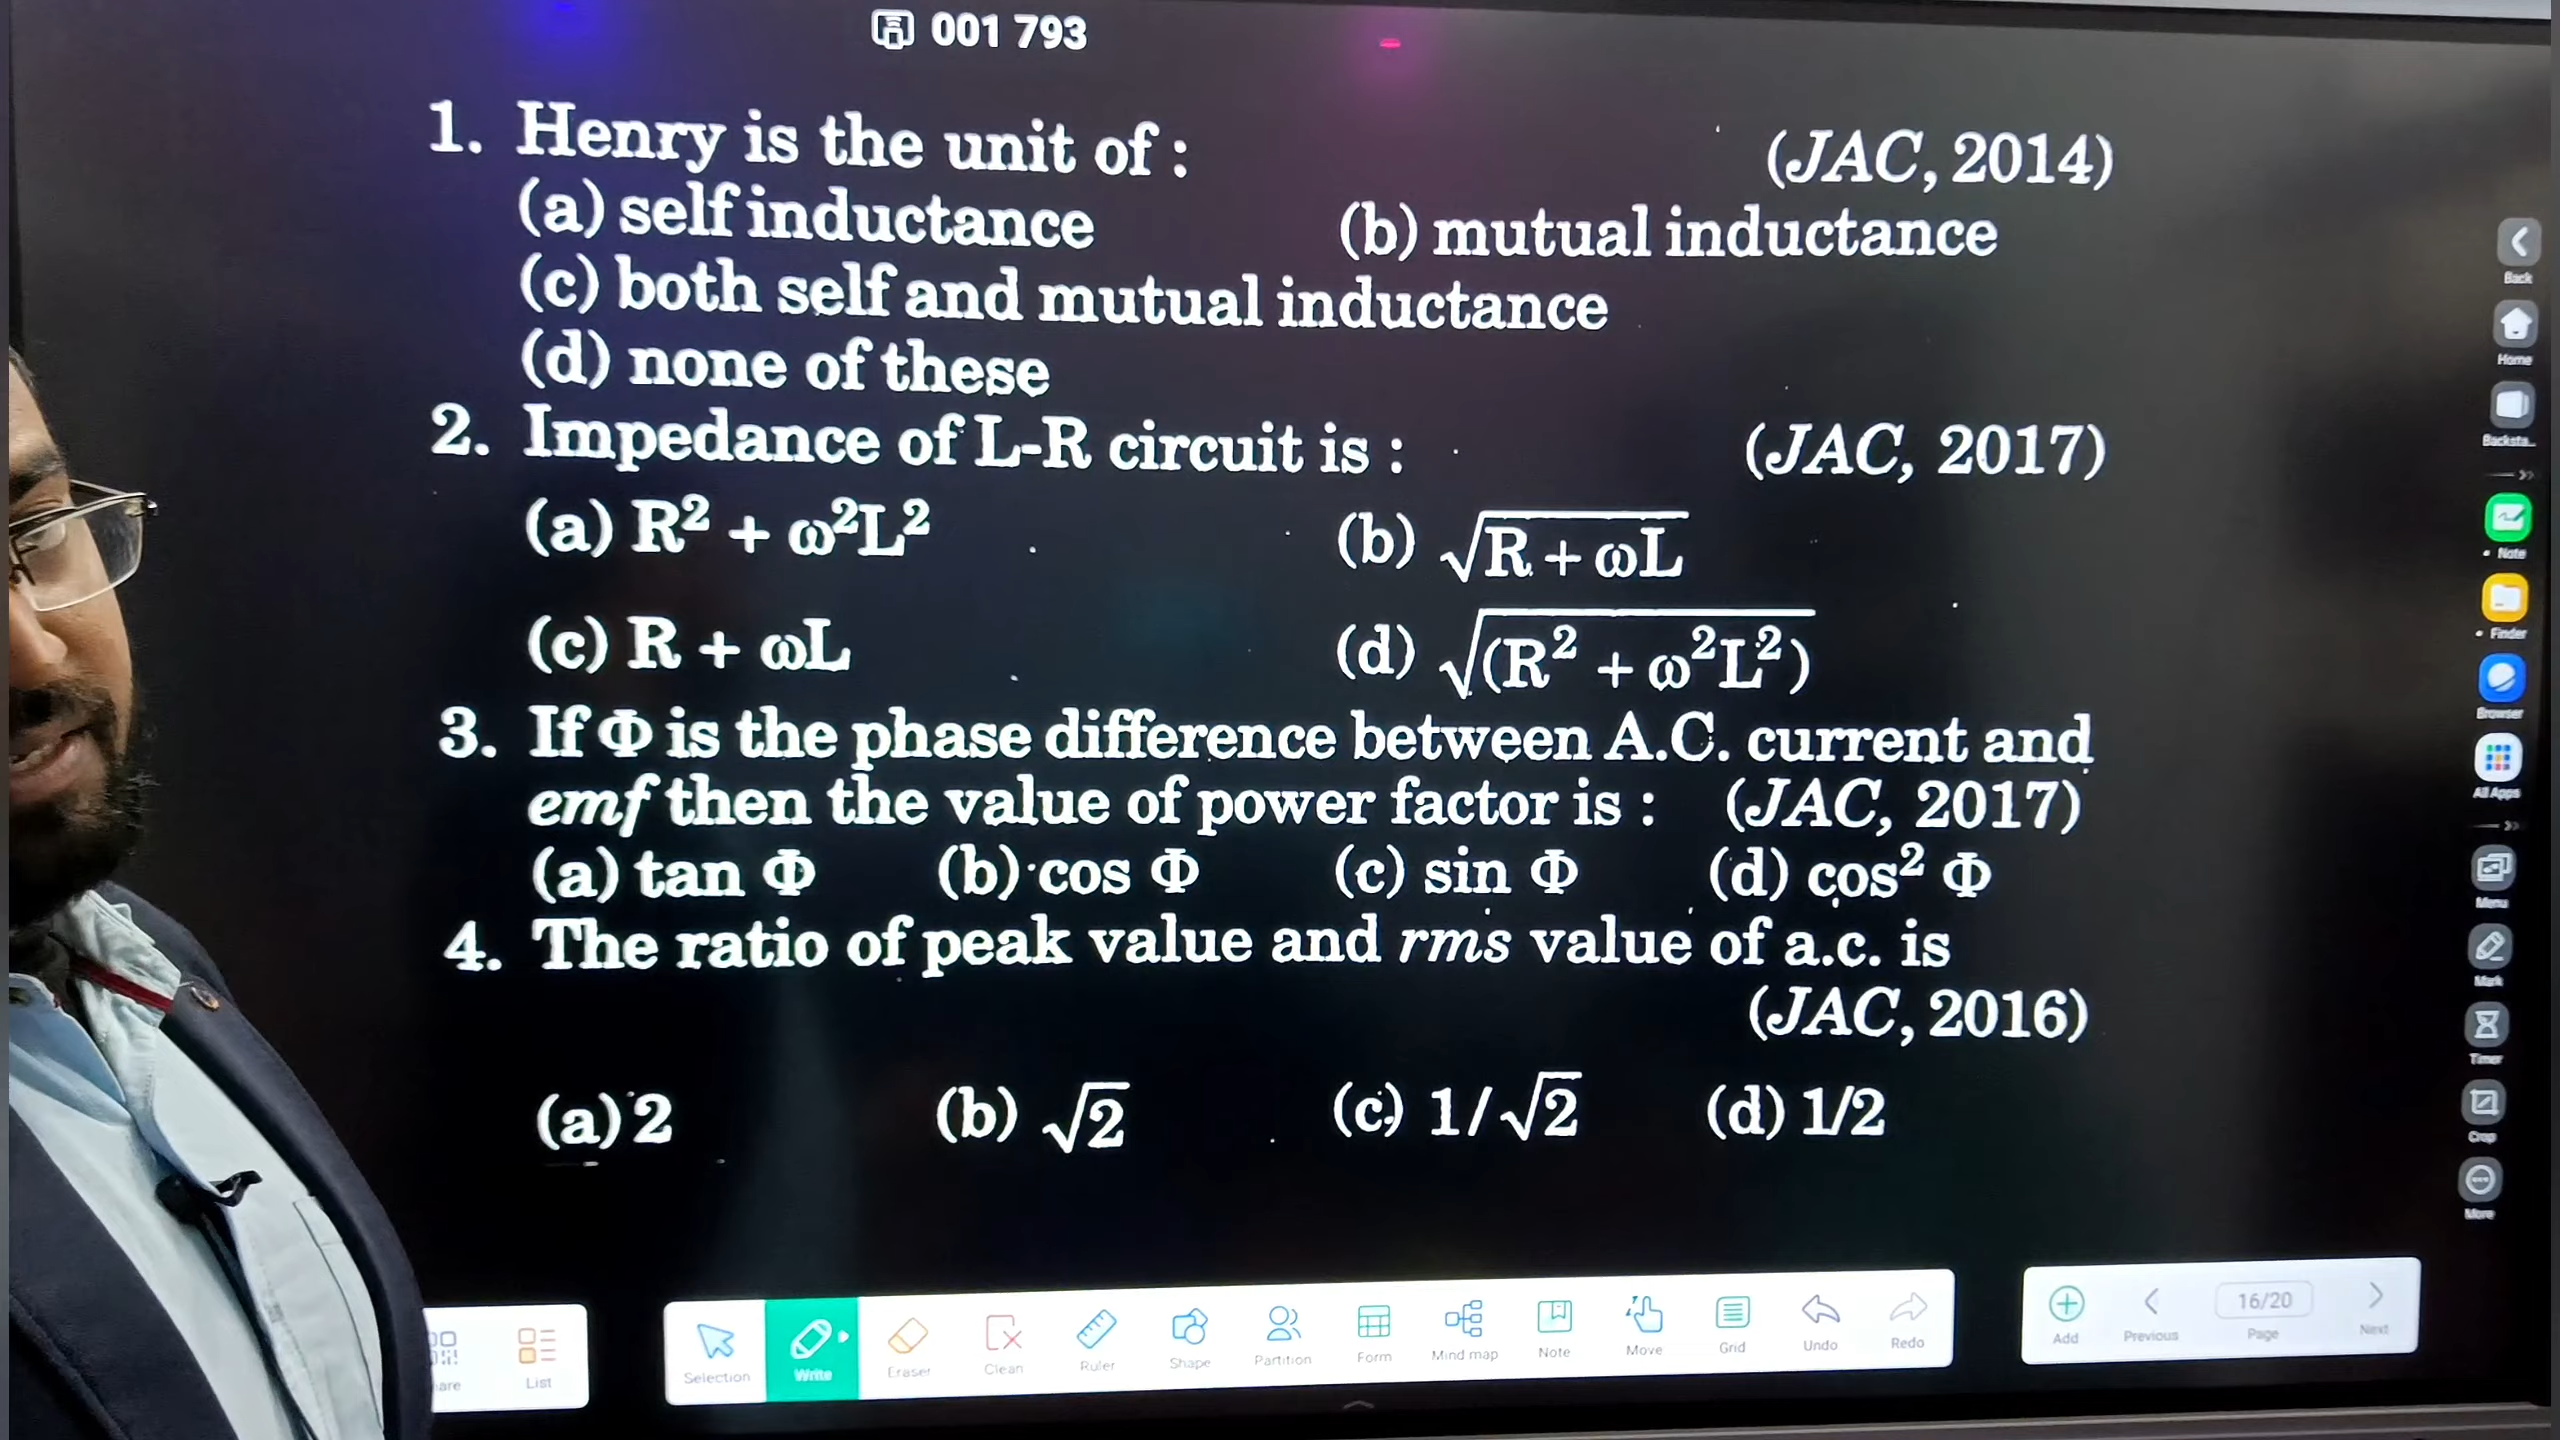 001 793
1. Henry is the unit of : (JAC, 2014)
(a) self inductance (b) mutual inductance
(c) both self and mutual inductance
(d) none of these
2. Impedance of L-R circuit is : (JAC, 2017)
(a) R² + ω²L² (b) √R + ωL
(c) R + ωL (d) √(R² + ω²L²)
3. If Φ is the phase difference between A.C. current and
emf then the value of power factor is : (JAC, 2017)
(a) tan Φ (b) cos Φ (c) sin Φ (d) cos² Φ
4. The ratio of peak value and rms value of a.c. is
(JAC, 2016)
(a) 2 (b) √2 (c) 1/√2 (d) 1/2
Back
Home
Backsta...
Note
Finder
Browser
All Apps
Menu
Mark
Timer
Crop
More
List
Selection
Write
Eraser
Clean
Ruler
Shape
Partition
Form
Mind map
Note
Move
Grid
Undo
Redo
Add
Previous
16/20
Page
Next